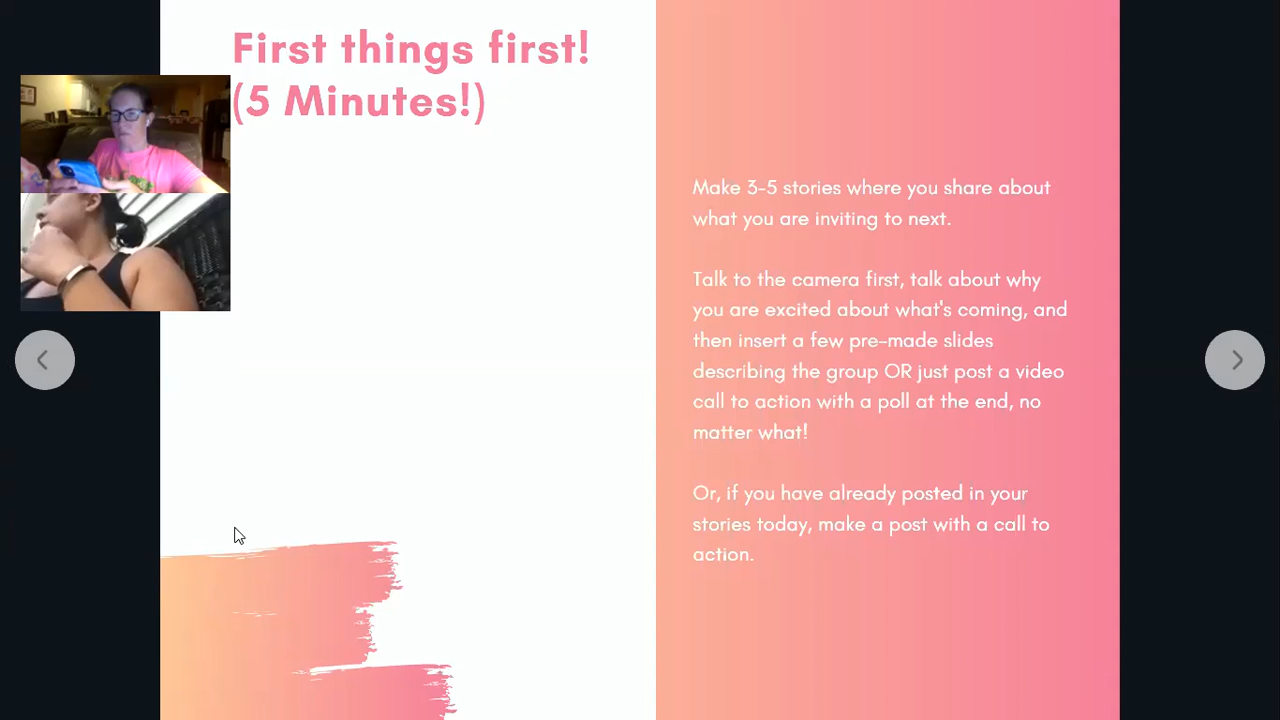 First things first!
(5 Minutes!)
Make 3-5 stories where you share about
what you are inviting to next.
Talk to the camera first, talk about why
you are excited about what's coming, and
then insert a few pre-made slides
describing the group OR just post a video
call to action with a poll at the end, no
matter what!
Or, if you have already posted in your
stories today, make a post with a call to
action.